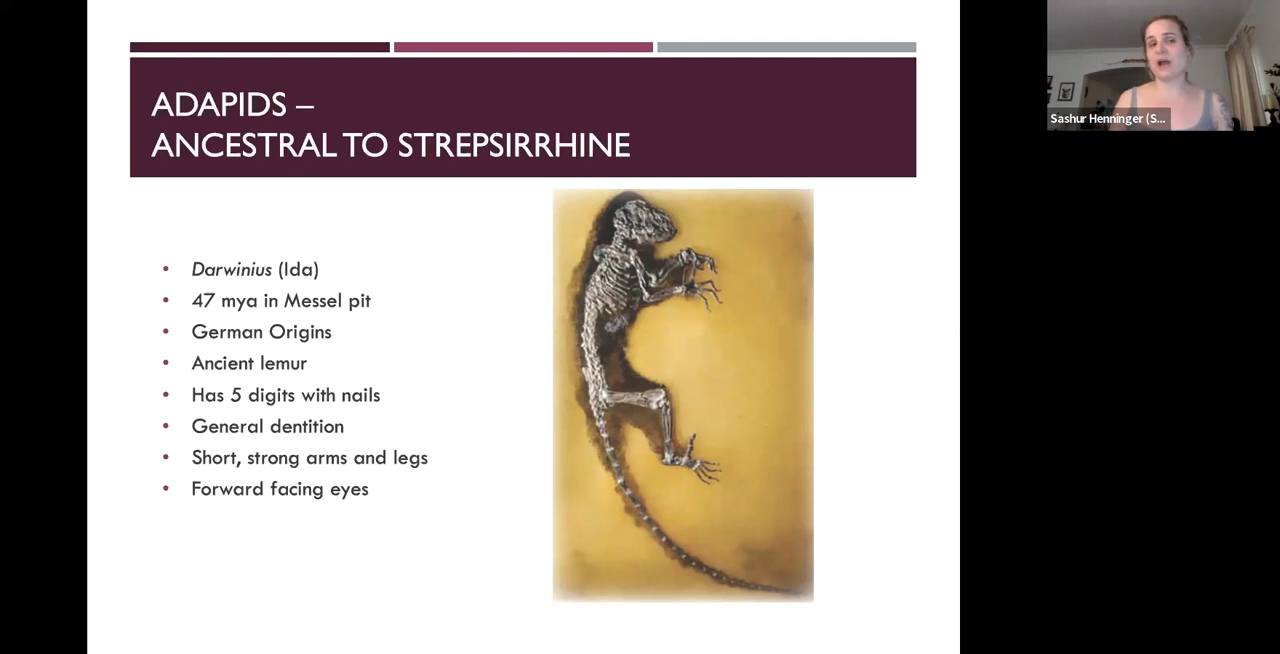 ADAPIDS –
ANCESTRAL TO STREPSIRRHINE
• Darwinius (Ida)
• 47 mya in Messel pit
• German Origins
• Ancient lemur
• Has 5 digits with nails
• General dentition
• Short, strong arms and legs
• Forward facing eyes
Sashur Henninger (S...